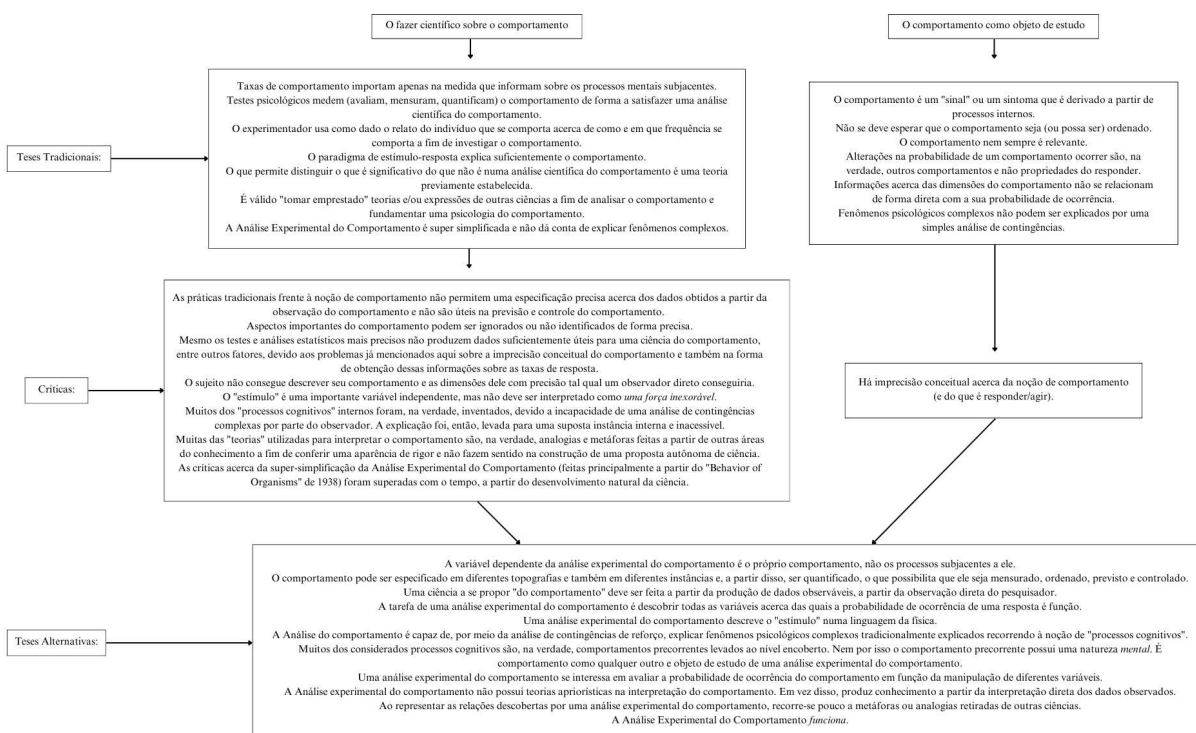 O fazer científico sobre o comportamento
O comportamento como objeto de estudo
Teses Tradicionais:
Taxas de comportamento importam apenas na medida que informam sobre os processos mentais subjacentes.
Testes psicológicos medem (avaliam, mensuram, quantificam) o comportamento de forma a satisfazer uma análise
científica do comportamento.
O experimentador usa como dado o relato do indivíduo que se comporta acerca de como e em que frequência se
comporta a fim de investigar o comportamento.
O paradigma de estímulo-resposta explica suficientemente o comportamento.
O que permite distinguir o que é significativo do que não é numa análise científica do comportamento é uma teoria
previamente estabelecida.
É válido "tomar emprestado" teorias e/ou expressões de outras ciências a fim de analisar o comportamento e
fundamentar uma psicologia do comportamento.
A Análise Experimental do Comportamento é super simplificada e não dá conta de explicar fenômenos complexos.
O comportamento é um "sinal" ou um sintoma que é derivado a partir de
processos internos.
Não se deve esperar que o comportamento seja (ou possa ser) ordenado.
O comportamento nem sempre é relevante.
Alterações na probabilidade de um comportamento ocorrer são, na
verdade, outros comportamentos e não propriedades do responder.
Informações acerca das dimensões do comportamento não se relacionam
de forma direta com a sua probabilidade de ocorrência.
Fenômenos psicológicos complexos não podem ser explicados por uma
simples análise de contingências.
Críticas:
As práticas tradicionais frente à noção de comportamento não permitem uma especificação precisa acerca dos dados obtidos a partir da
observação do comportamento e não são úteis na previsão e controle do comportamento.
Aspectos importantes do comportamento podem ser ignorados ou não identificados de forma precisa.
Mesmo os testes e análises estatísticos mais precisos não produzem dados suficientemente úteis para uma ciência do comportamento,
entre outros fatores, devido aos problemas já mencionados aqui sobre a imprecisão conceitual do comportamento e também na forma
de obtenção dessas informações sobre as taxas de resposta.
O sujeito não consegue descrever seu comportamento e as dimensões dele com precisão tal qual um observador direto conseguiria.
O "estímulo" é uma importante variável independente, mas não deve ser interpretado como uma força inexorável.
Muitos dos "processos cognitivos" internos foram, na verdade, inventados, devido a incapacidade de uma análise de contingências
complexas por parte do observador. A explicação foi, então, levada para uma suposta instância interna e inacessível.
Muitas das "teorias" utilizadas para interpretar o comportamento são, na verdade, analogias e metáforas feitas a partir de outras áreas
do conhecimento a fim de conferir uma aparência de rigor e não fazem sentido na construção de uma proposta autônoma de ciência.
As críticas acerca da super-simplificação da Análise Experimental do Comportamento (feitas principalmente a partir do "Behavior of
Organisms" de 1938) foram superadas com o tempo, a partir do desenvolvimento natural da ciência.
Há imprecisão conceitual acerca da noção de comportamento
(e do que é responder/agir).
Teses Alternativas:
A variável dependente da análise experimental do comportamento é o próprio comportamento, não os processos subjacentes a ele.
O comportamento pode ser especificado em diferentes topografias e também em diferentes instâncias e, a partir disso, ser quantificado, o que possibilita que ele seja mensurado, ordenado, previsto e controlado.
Uma ciência a se propor "do comportamento" deve ser feita a partir da produção de dados observáveis, a partir da observação direta do pesquisador.
A tarefa de uma análise experimental do comportamento é descobrir todas as variáveis acerca das quais a probabilidade de ocorrência de uma resposta é função.
Uma análise experimental do comportamento descreve o "estímulo" numa linguagem da física.
A Análise do comportamento é capaz de, por meio da análise de contingências de reforço, explicar fenômenos psicológicos complexos tradicionalmente explicados recorrendo à noção de "processos cognitivos".
Muitos dos considerados processos cognitivos são, na verdade, comportamentos precorrentes levados ao nível encoberto. Nem por isso o comportamento precorrente possui uma natureza mental. É
comportamento como qualquer outro e objeto de estudo de uma análise experimental do comportamento.
Uma análise experimental do comportamento se interessa em avaliar a probabilidade de ocorrência do comportamento em função da manipulação de diferentes variáveis.
A Análise experimental do comportamento não possui teorias apriorísticas na interpretação do comportamento. Em vez disso, produz conhecimento a partir da interpretação direta dos dados observados.
Ao representar as relações descobertas por uma análise experimental do comportamento, recorre-se pouco a metáforas ou analogias retiradas de outras ciências.
A Análise Experimental do Comportamento funciona.